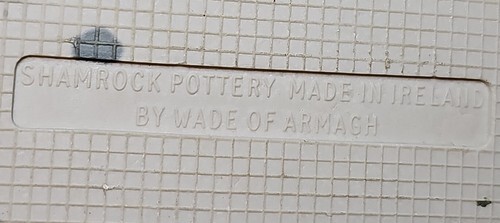 SHAMROCK POTTERY MADE IN IRELAND
BY WADE OF ARMAGH